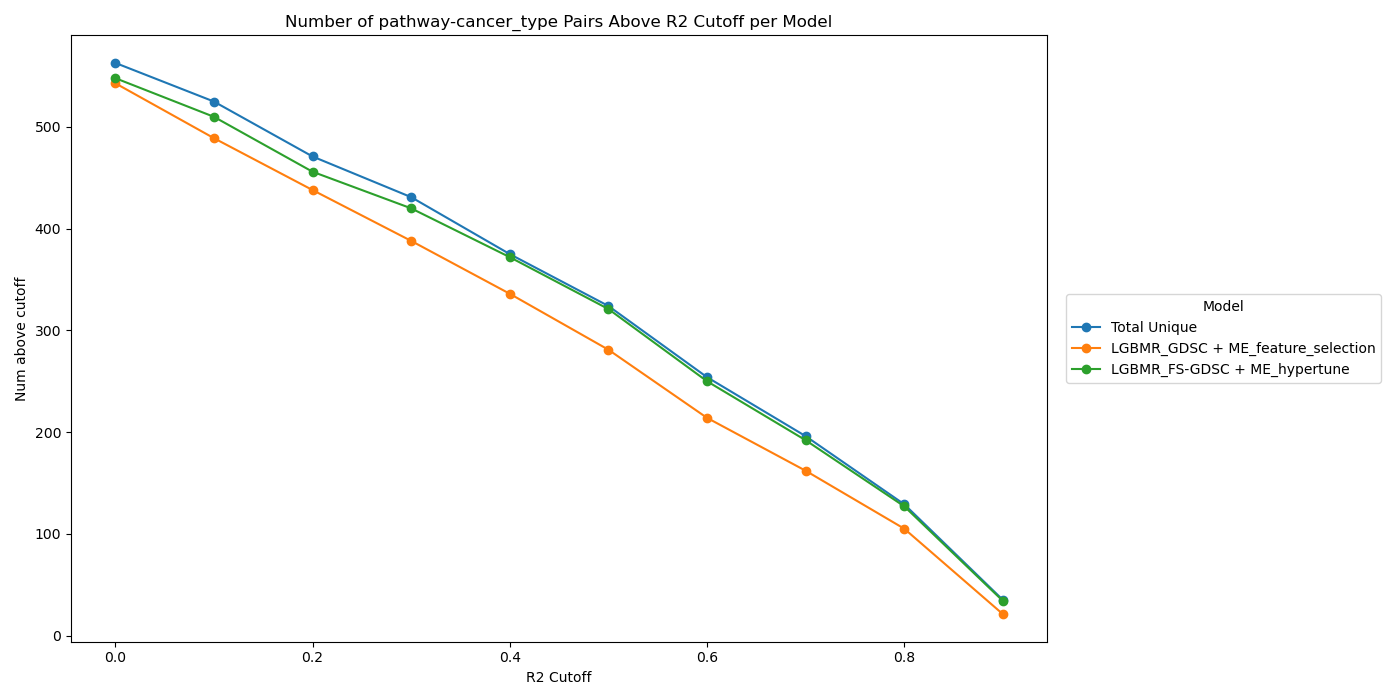 Number of pathway-cancer_type Pairs Above R2 Cutoff per Model
Num above cutoff
500
400
300
200
100
0
0.0
0.2
0.4
0.6
0.8
R2 Cutoff
Model
Total Unique
LGBMR_GDSC + ME_feature_selection
LGBMR_FS-GDSC + ME_hypertune